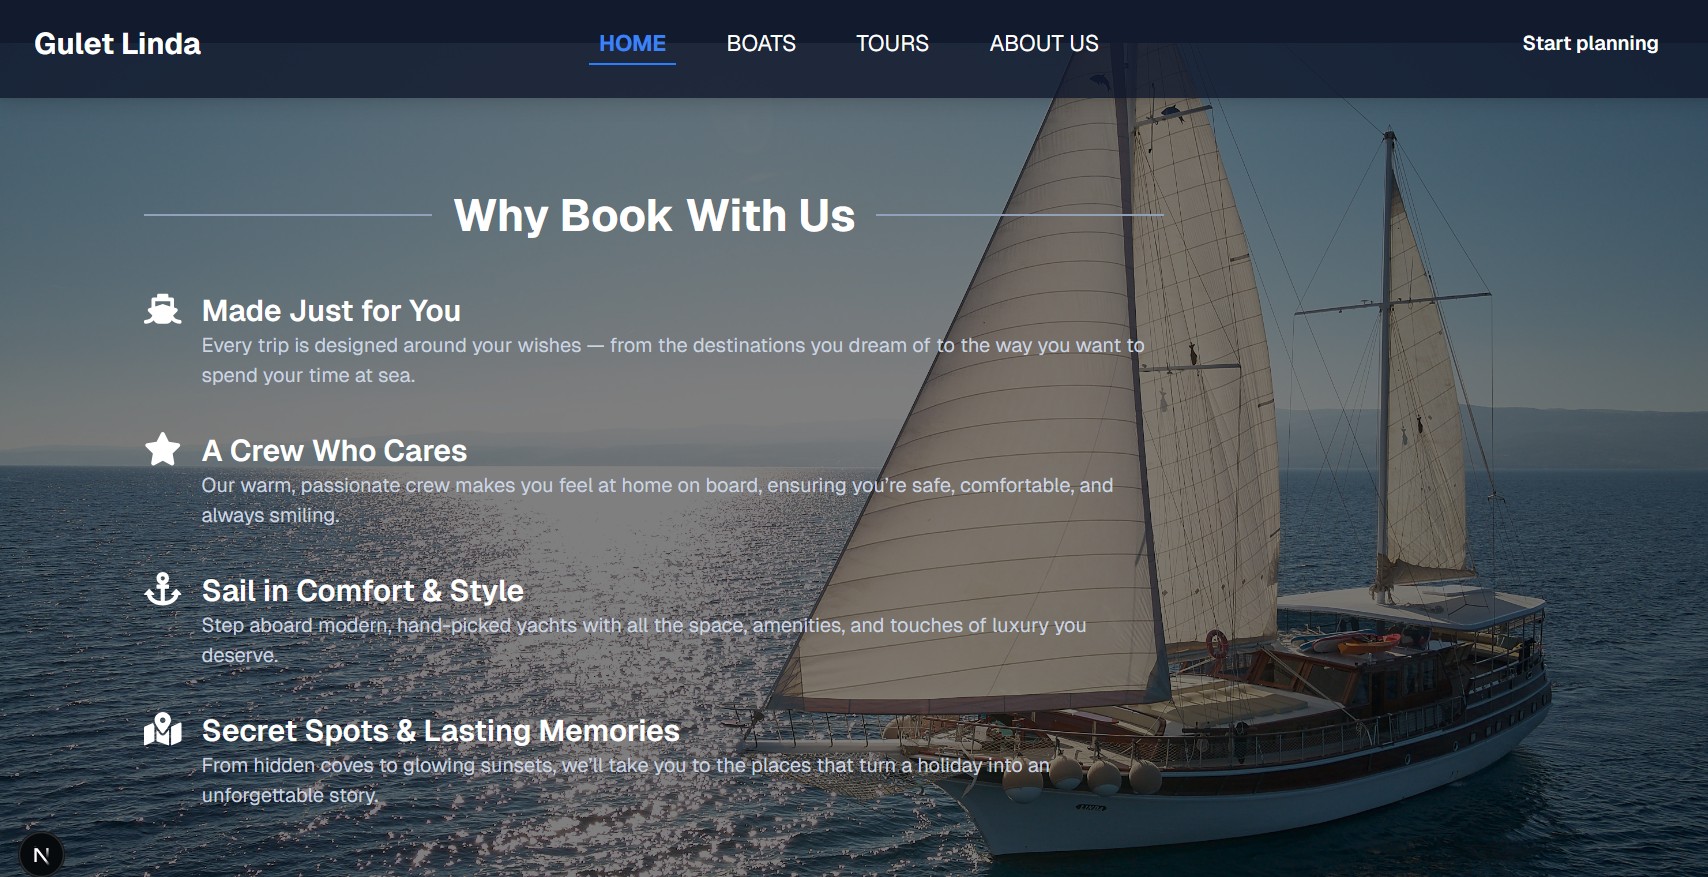 Gulet Linda
HOME
BOATS
TOURS
ABOUT US
Start planning
Why Book With Us
Made Just for You
Every trip is designed around your wishes — from the destinations you dream of to the way you want to
spend your time at sea.
A Crew Who Cares
Our warm, passionate crew makes you feel at home on board, ensuring you’re safe, comfortable, and
always smiling.
Sail in Comfort & Style
Step aboard modern, hand-picked yachts with all the space, amenities, and touches of luxury you
deserve.
Secret Spots & Lasting Memories
From hidden coves to glowing sunsets, we’ll take you to the places that turn a holiday into an
unforgettable story.
LINDA
N